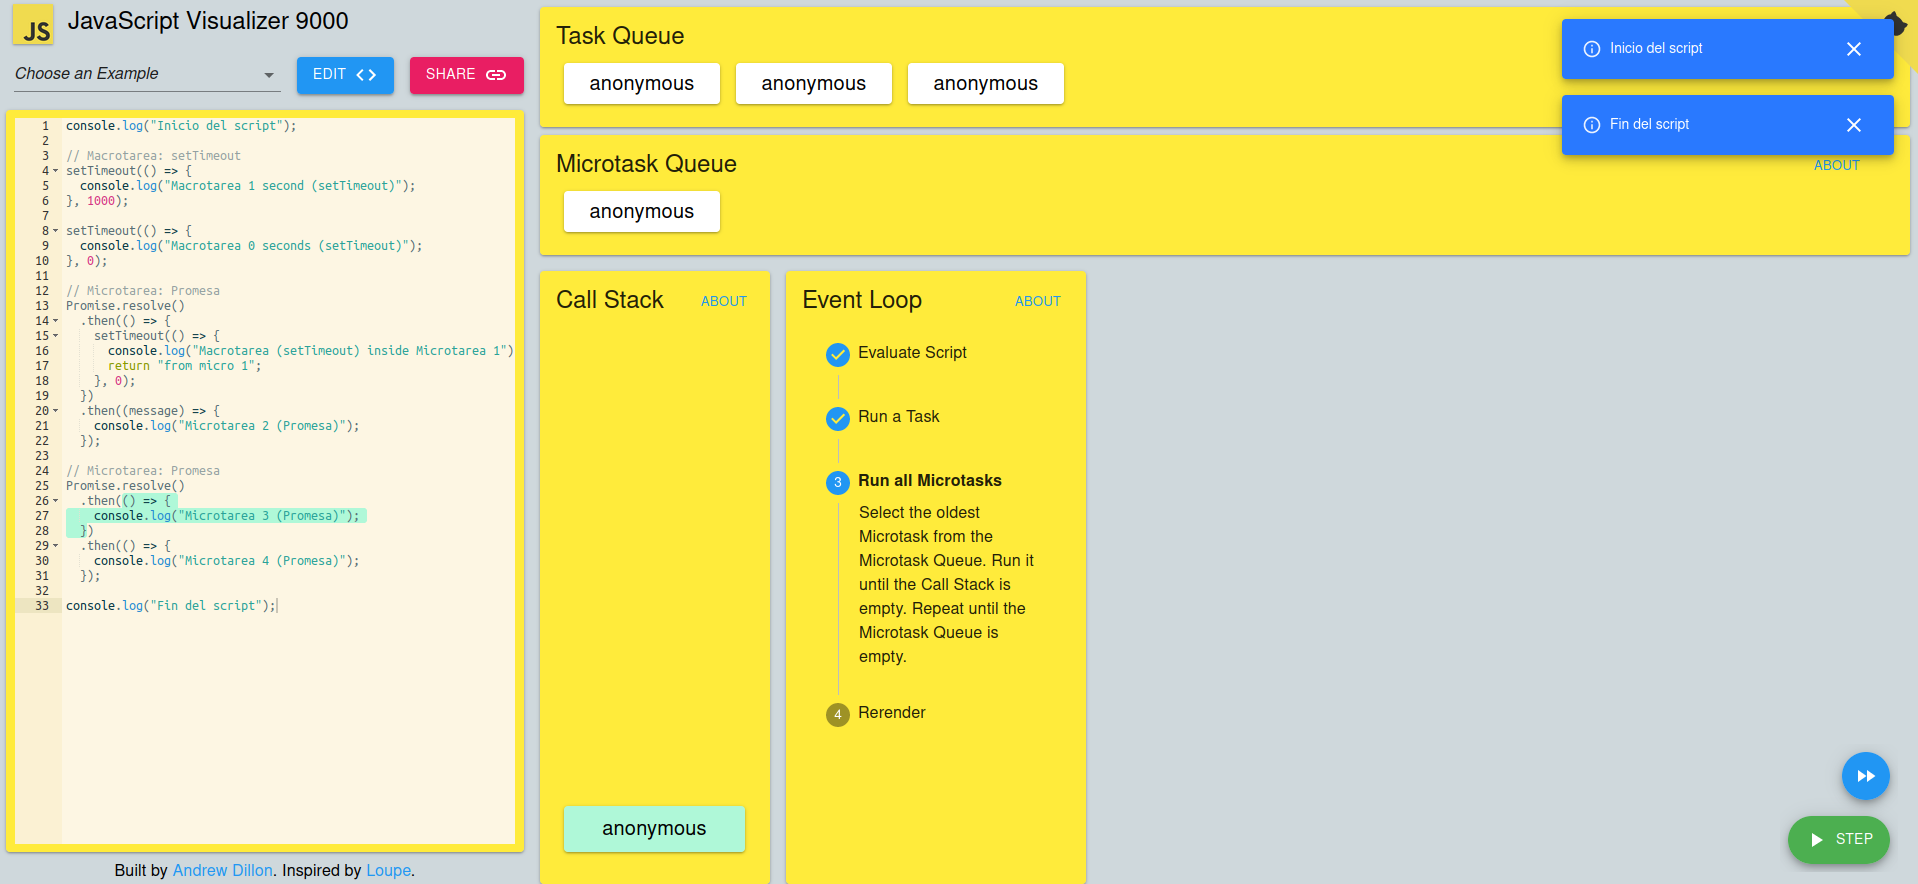 JS
JavaScript Visualizer 9000
Choose an Example
EDIT
SHARE
1 console.log("Inicio del script");
2
3 // Macrotarea: setTimeout
4 setTimeout(() => {
5 console.log("Macrotarea 1 second (setTimeout)");
6 }, 1000);
7
8 setTimeout(() => {
9 console.log("Macrotarea 0 seconds (setTimeout)");
10 }, 0);
11
12 // Microtarea: Promesa
13 Promise.resolve()
14 .then(() => {
15 setTimeout(() => {
16 console.log("Macrotarea (setTimeout) inside Microtarea 1")
17 return "from micro 1";
18 }, 0);
19 })
20 .then((message) => {
21 console.log("Microtarea 2 (Promesa)");
22 });
23
24 // Microtarea: Promesa
25 Promise.resolve()
26 .then(() => {
27 console.log("Microtarea 3 (Promesa)");
28 })
29 .then(() => {
30 console.log("Microtarea 4 (Promesa)");
31 });
32
33 console.log("Fin del script");
Built by Andrew Dillon. Inspired by Loupe.
Task Queue
anonymous anonymous anonymous
Inicio del script
Fin del script
Microtask Queue
ABOUT
anonymous
Call Stack
ABOUT
anonymous
Event Loop
ABOUT
Evaluate Script
Run a Task
3 Run all Microtasks
Select the oldest
Microtask from the
Microtask Queue. Run it
until the Call Stack is
empty. Repeat until the
Microtask Queue is
empty.
4 Rerender
STEP